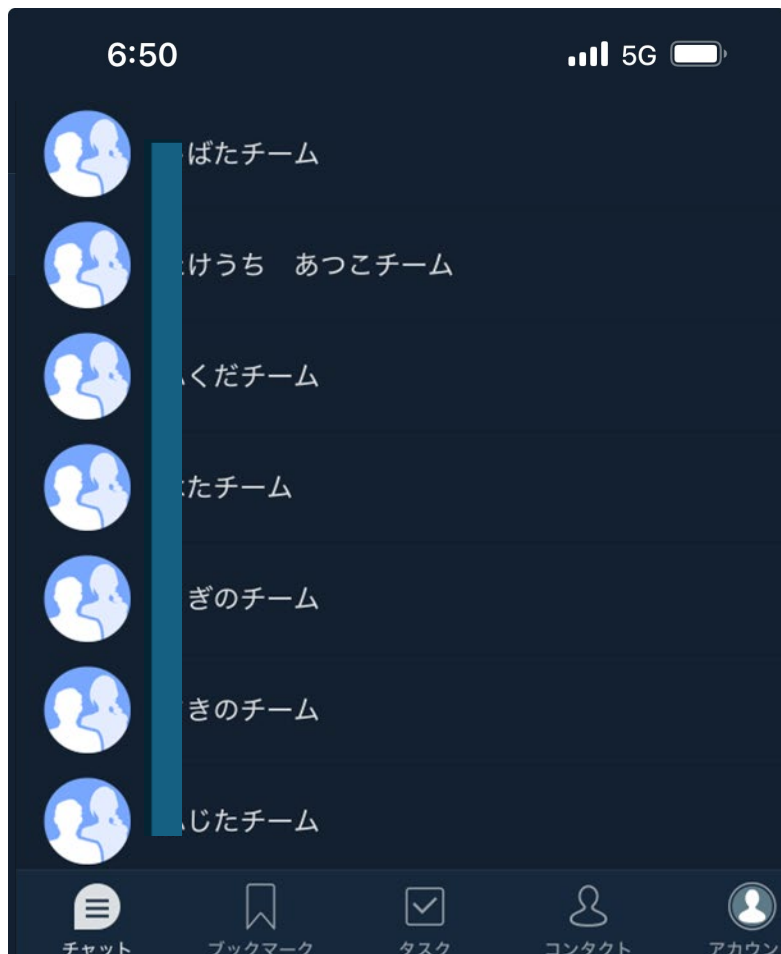 6:50
5G
ばたチーム
けうち　あつこチーム
くだチーム
たチーム
ぎのチーム
きのチーム
じたチーム
チャット
ブックマーク
タスク
コンタクト
アカウン